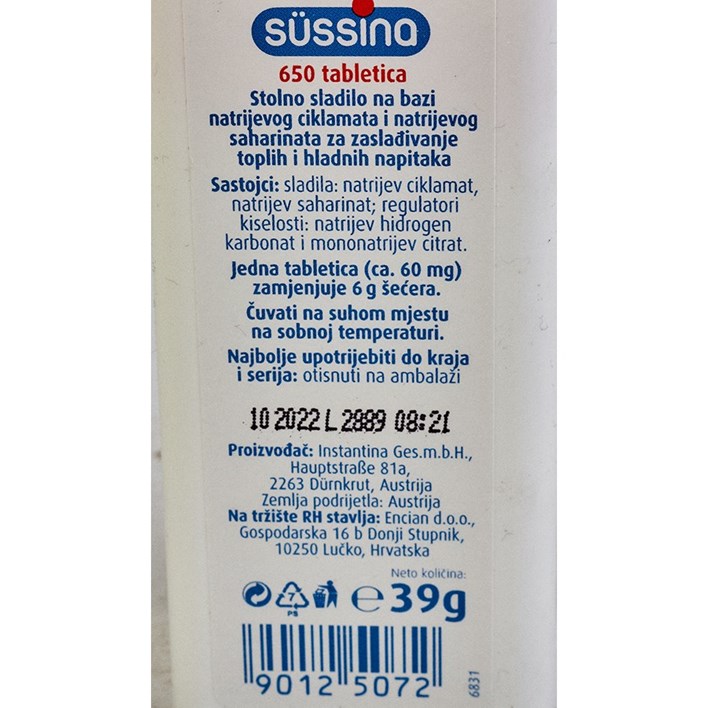 süssina
650 tabletica
Stolno sladilo na bazi
natrijevog ciklamata i natrijevog
saharinata za zaslađivanje
toplih i hladnih napitaka
Sastojci: sladila: natrijev ciklamat,
natrijev saharinat; regulatori
kiselosti: natrijev hidrogen
karbonat i mononatrijev citrat.
Jedna tabletica (ca. 60 mg)
zamjenjuje 6 g šećera.
Čuvati na suhom mjestu
na sobnoj temperaturi.
Najbolje upotrijebiti do kraja
i serija: otisnuti na ambalaži
10 2022 L 2889 08:21
Proizvođač: Instantina Ges.m.b.H.,
Hauptstraße 81a,
2263 Dürnkrut, Austrija
Zemlja podrijetla: Austrija
Na tržište RH stavlja: Encian d.o.o.,
Gospodarska 16 b Donji Stupnik,
10250 Lučko, Hrvatska
Neto količina:
7 PS ℮ 39g
9012 5072
6831